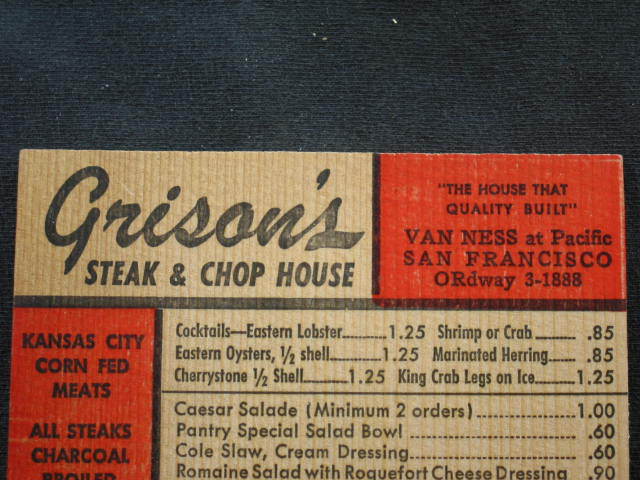 Grison's
STEAK & CHOP HOUSE
"THE HOUSE THAT
QUALITY BUILT"
VAN NESS at Pacific
SAN FRANCISCO
ORdway 3-1888
KANSAS CITY
CORN FED
MEATS
ALL STEAKS
CHARCOAL
BROILED
Cocktails—Eastern Lobster 1.25 Shrimp or Crab .85
Eastern Oysters, ½ shell 1.25 Marinated Herring .85
Cherrystone ½ Shell 1.25 King Crab Legs on Ice 1.25
Caesar Salade (Minimum 2 orders) 1.00
Pantry Special Salad Bowl .60
Cole Slaw, Cream Dressing .60
Romaine Salad with Roquefort Cheese Dressing .90